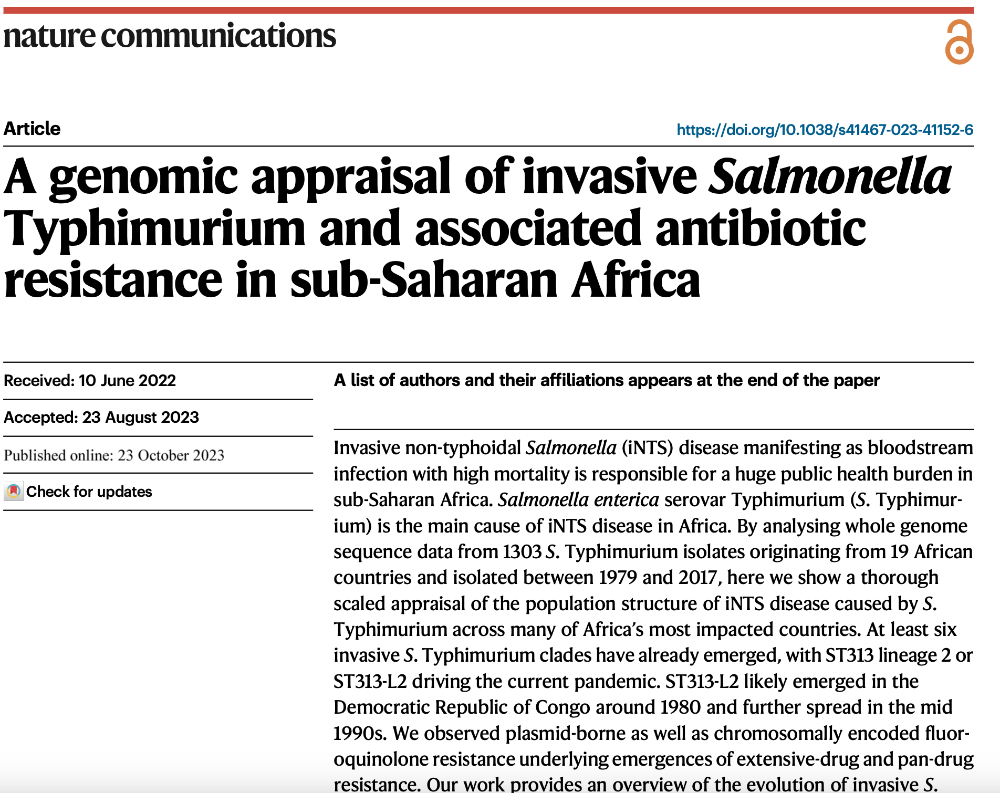 nature communications
Article
https://doi.org/10.1038/s41467-023-41152-6
A genomic appraisal of invasive Salmonella
Typhimurium and associated antibiotic
resistance in sub-Saharan Africa
Received: 10 June 2022
Accepted: 23 August 2023
Published online: 23 October 2023
Check for updates
A list of authors and their affiliations appears at the end of the paper
Invasive non-typhoidal Salmonella (iNTS) disease manifesting as bloodstream
infection with high mortality is responsible for a huge public health burden in
sub-Saharan Africa. Salmonella enterica serovar Typhimurium (S. Typhimur-
ium) is the main cause of iNTS disease in Africa. By analysing whole genome
sequence data from 1303 S. Typhimurium isolates originating from 19 African
countries and isolated between 1979 and 2017, here we show a thorough
scaled appraisal of the population structure of iNTS disease caused by S.
Typhimurium across many of Africa’s most impacted countries. At least six
invasive S. Typhimurium clades have already emerged, with ST313 lineage 2 or
ST313-L2 driving the current pandemic. ST313-L2 likely emerged in the
Democratic Republic of Congo around 1980 and further spread in the mid
1990s. We observed plasmid-borne as well as chromosomally encoded fluor-
oquinolone resistance underlying emergences of extensive-drug and pan-drug
resistance. Our work provides an overview of the evolution of invasive S.